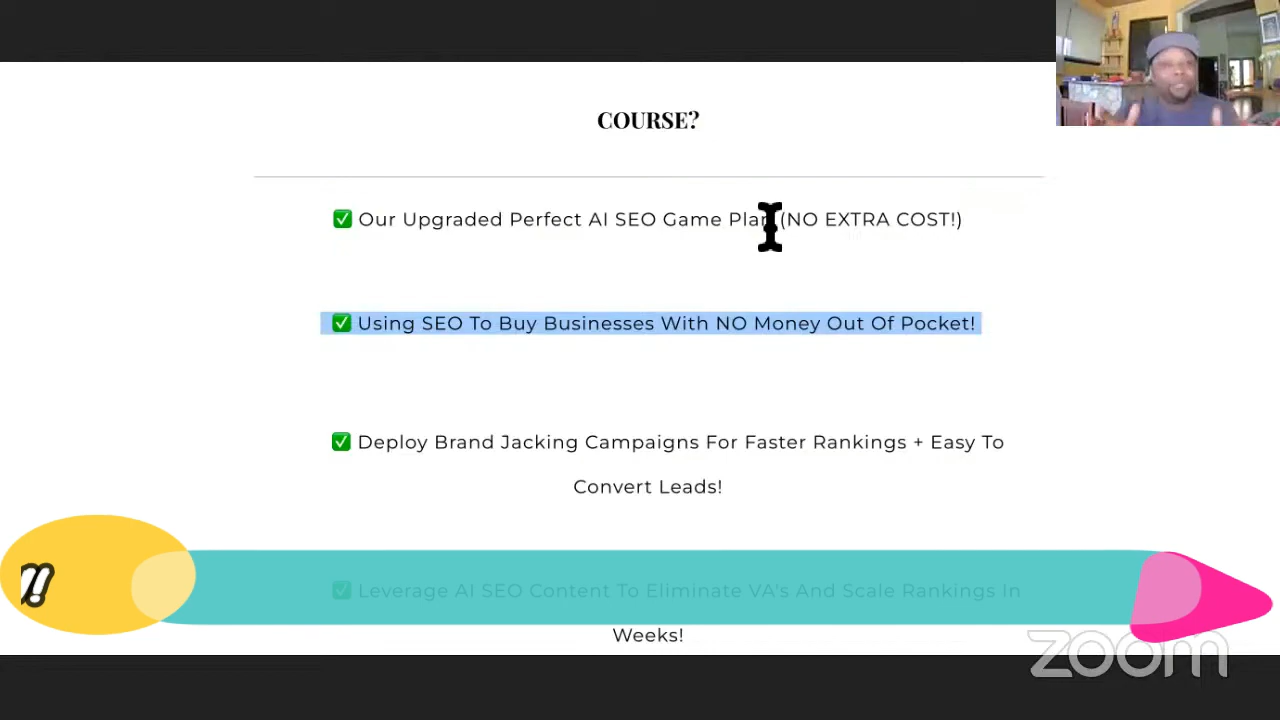 COURSE?
✅ Our Upgraded Perfect AI SEO Game Plan (NO EXTRA COST!)
✅ Using SEO To Buy Businesses With NO Money Out Of Pocket!
✅ Deploy Brand Jacking Campaigns For Faster Rankings + Easy To
Convert Leads!
!!
✅ Leverage AI SEO Content To Eliminate VA's And Scale Rankings In
Weeks!
zoom